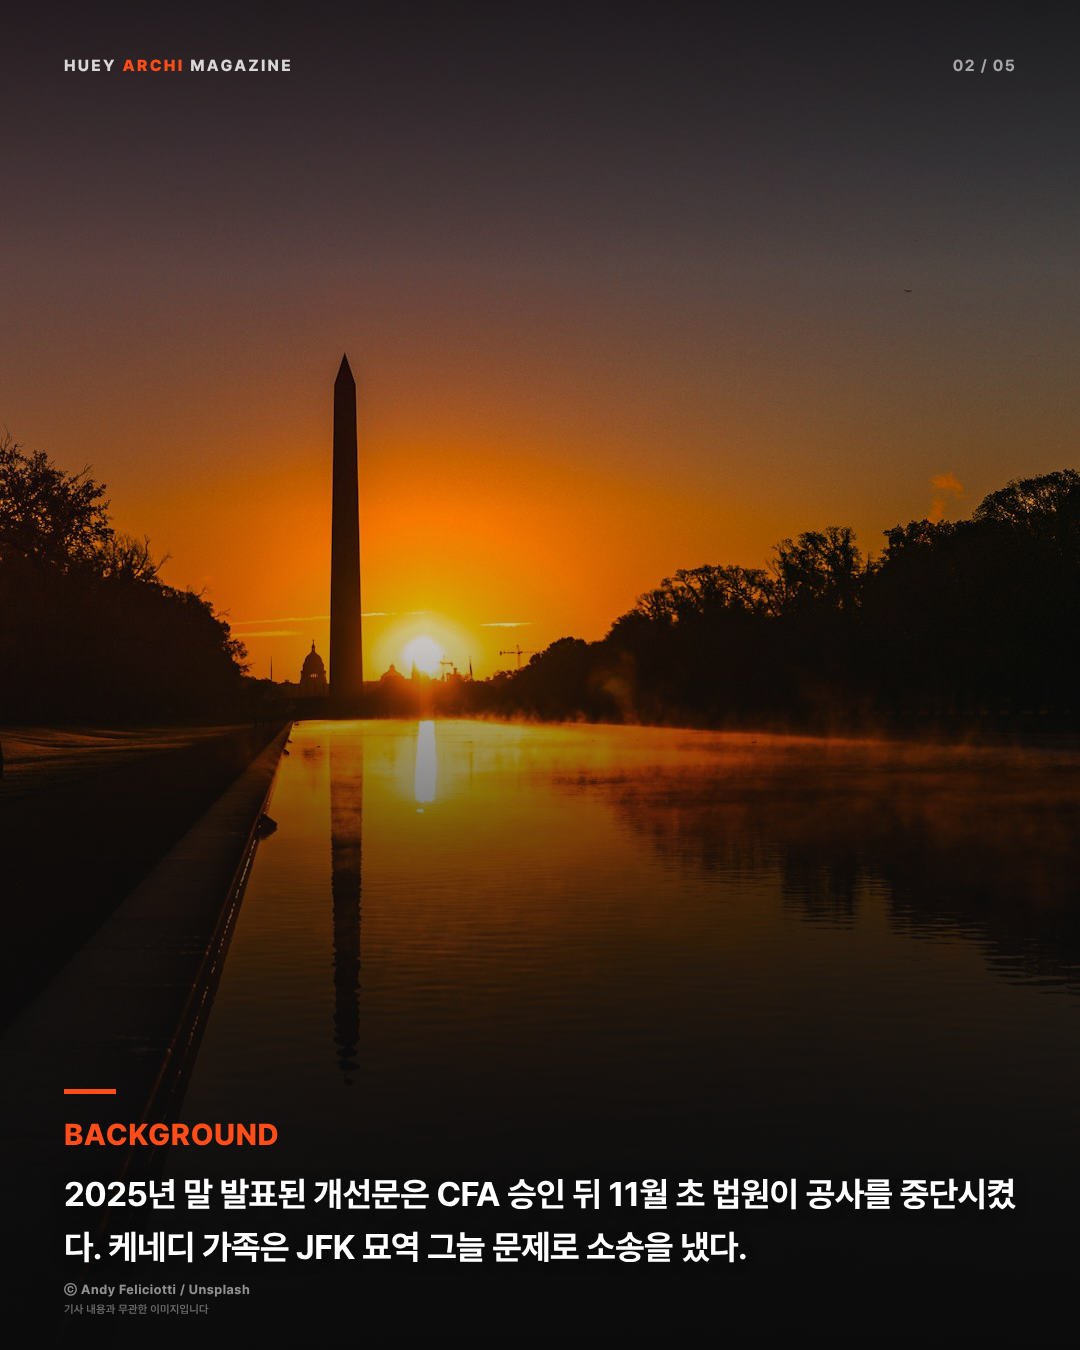 HUEY ARCHI MAGAZINE
02 / 05
BACKGROUND
2025년 말 발표된 개선문은 CFA 승인 뒤 11월 초 법원이 공사를 중단시켰
다. 케네디 가족은 JFK 묘역 그늘 문제로 소송을 냈다.
© Andy Feliciotti / Unsplash
기사 내용과 무관한 이미지입니다